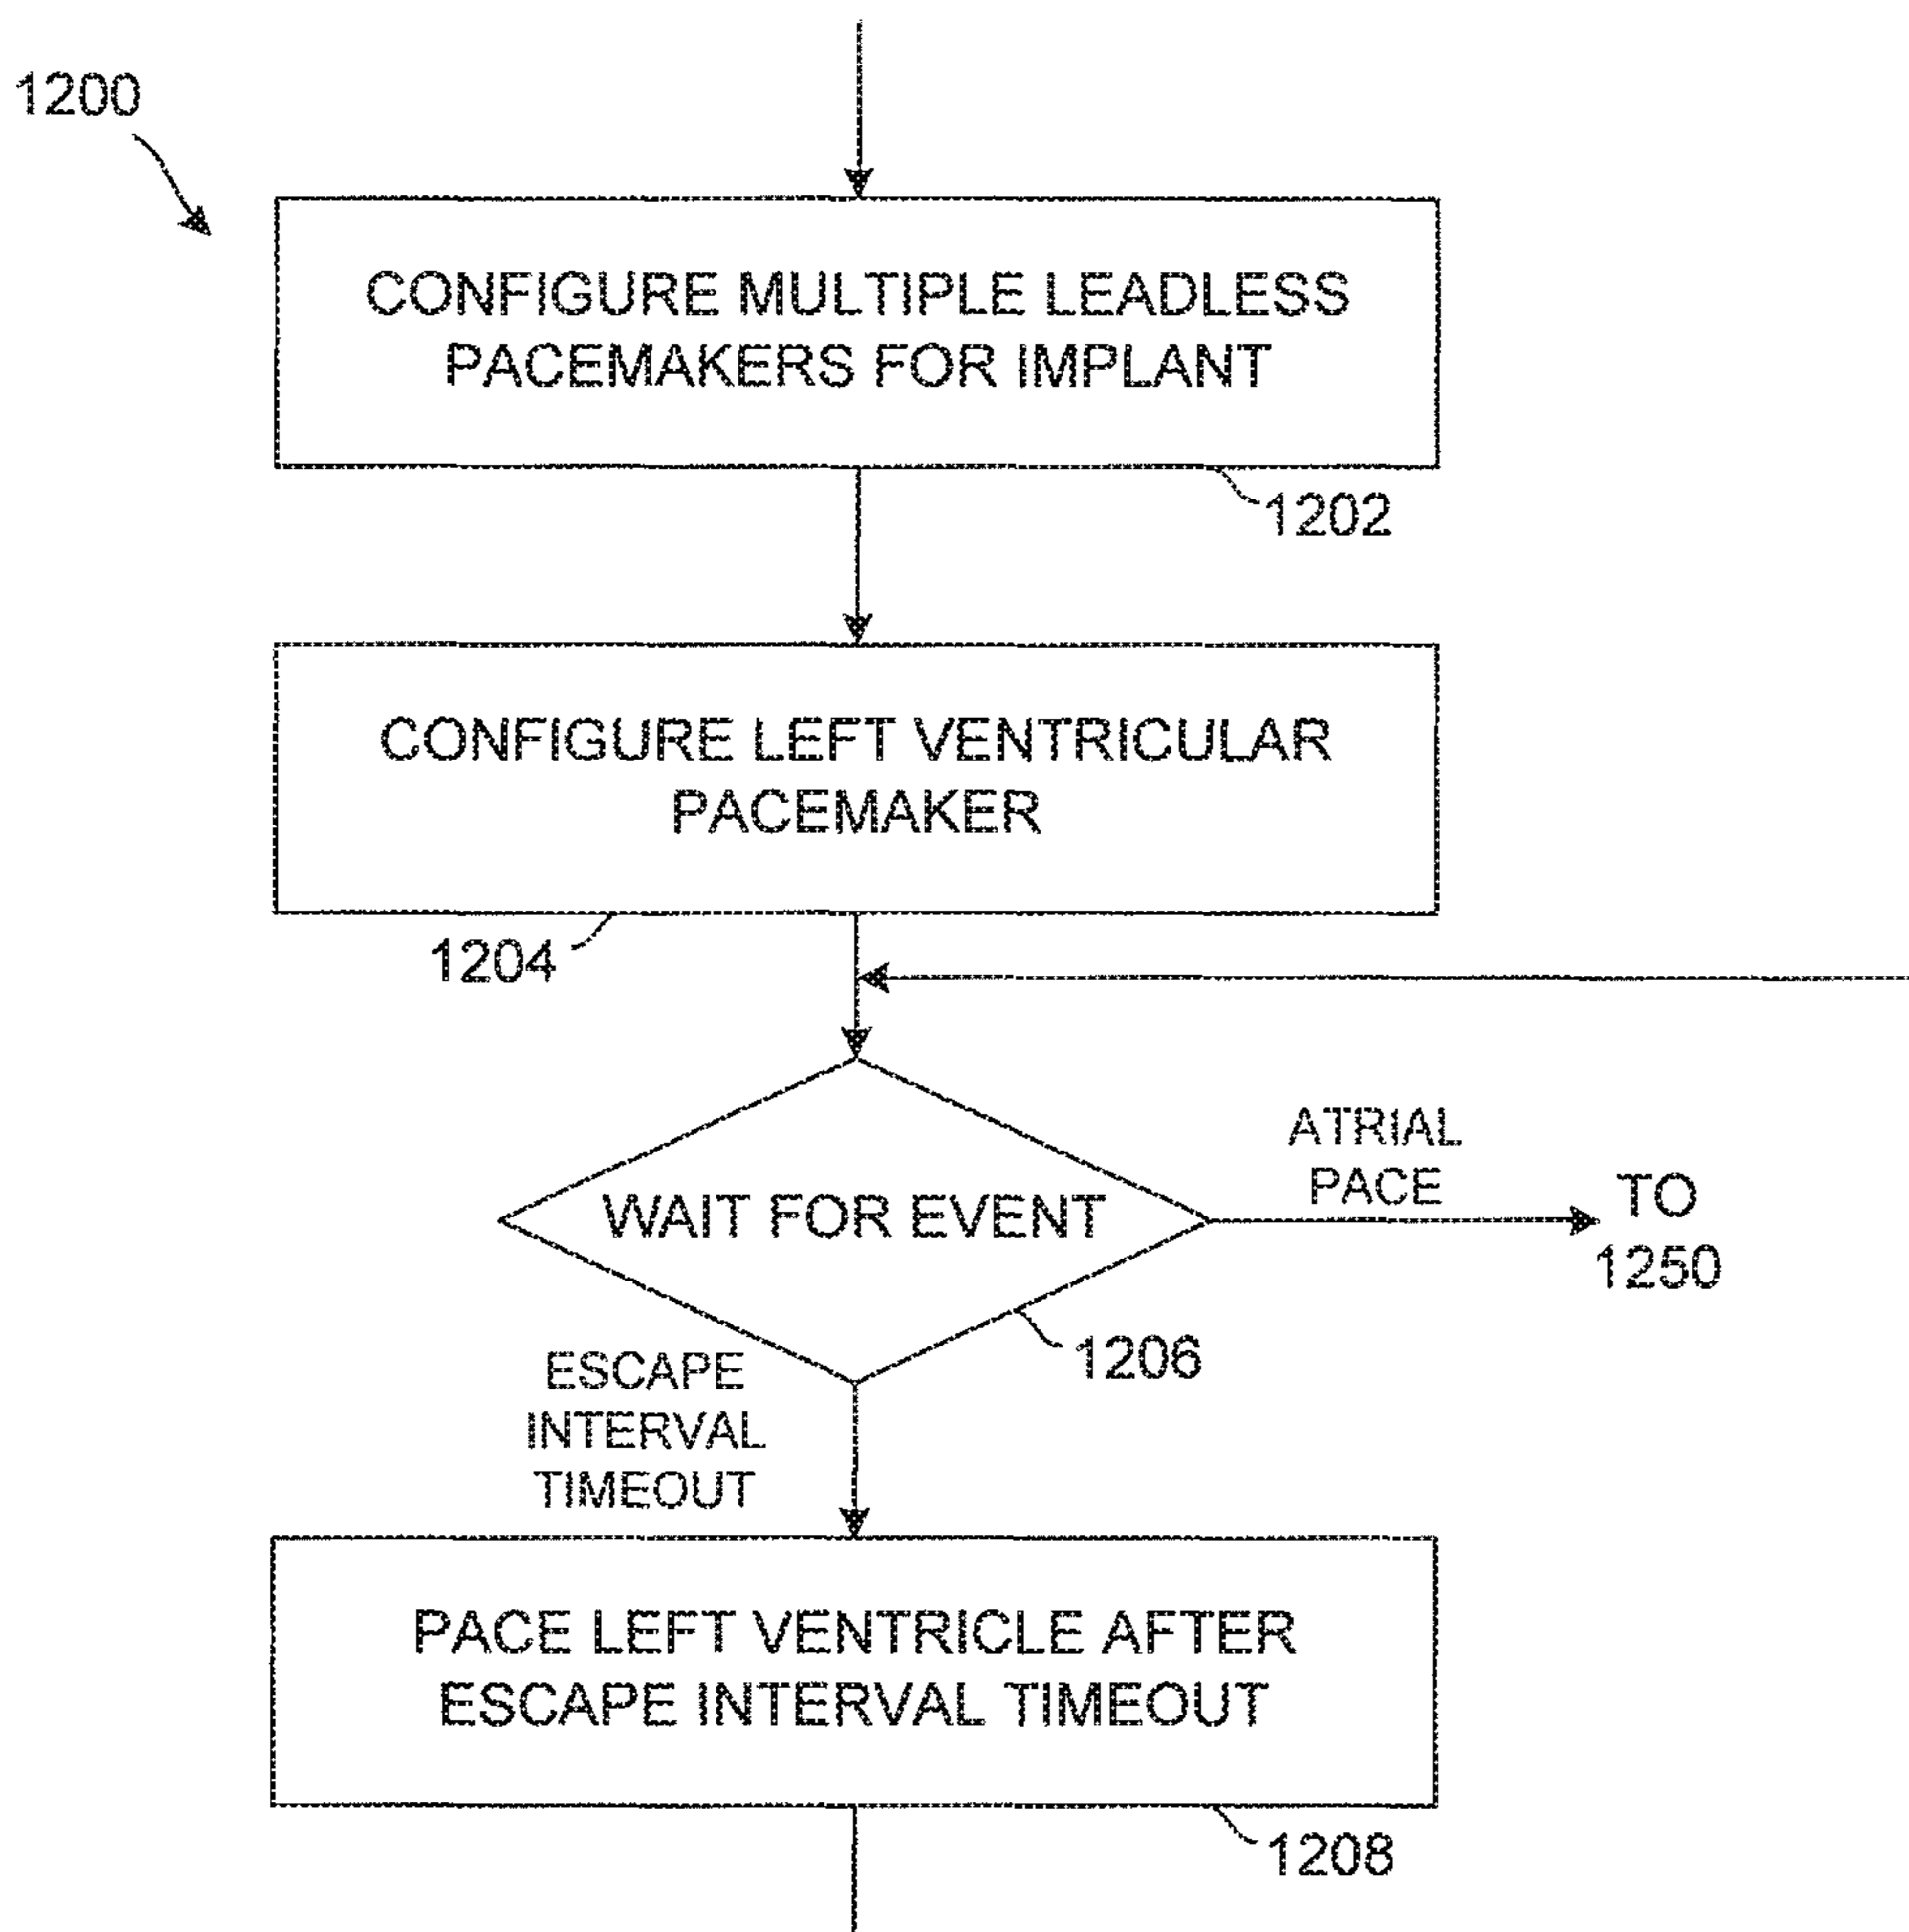 1200
CONFIGURE MULTIPLE LEADLESS
PACEMAKERS FOR IMPLANT
1202
CONFIGURE LEFT VENTRICULAR
PACEMAKER
1204
WAIT FOR EVENT
ATRIAL
PACE
TO
1250
1206
ESCAPE
INTERVAL
TIMEOUT
PACE LEFT VENTRICLE AFTER
ESCAPE INTERVAL TIMEOUT
1208